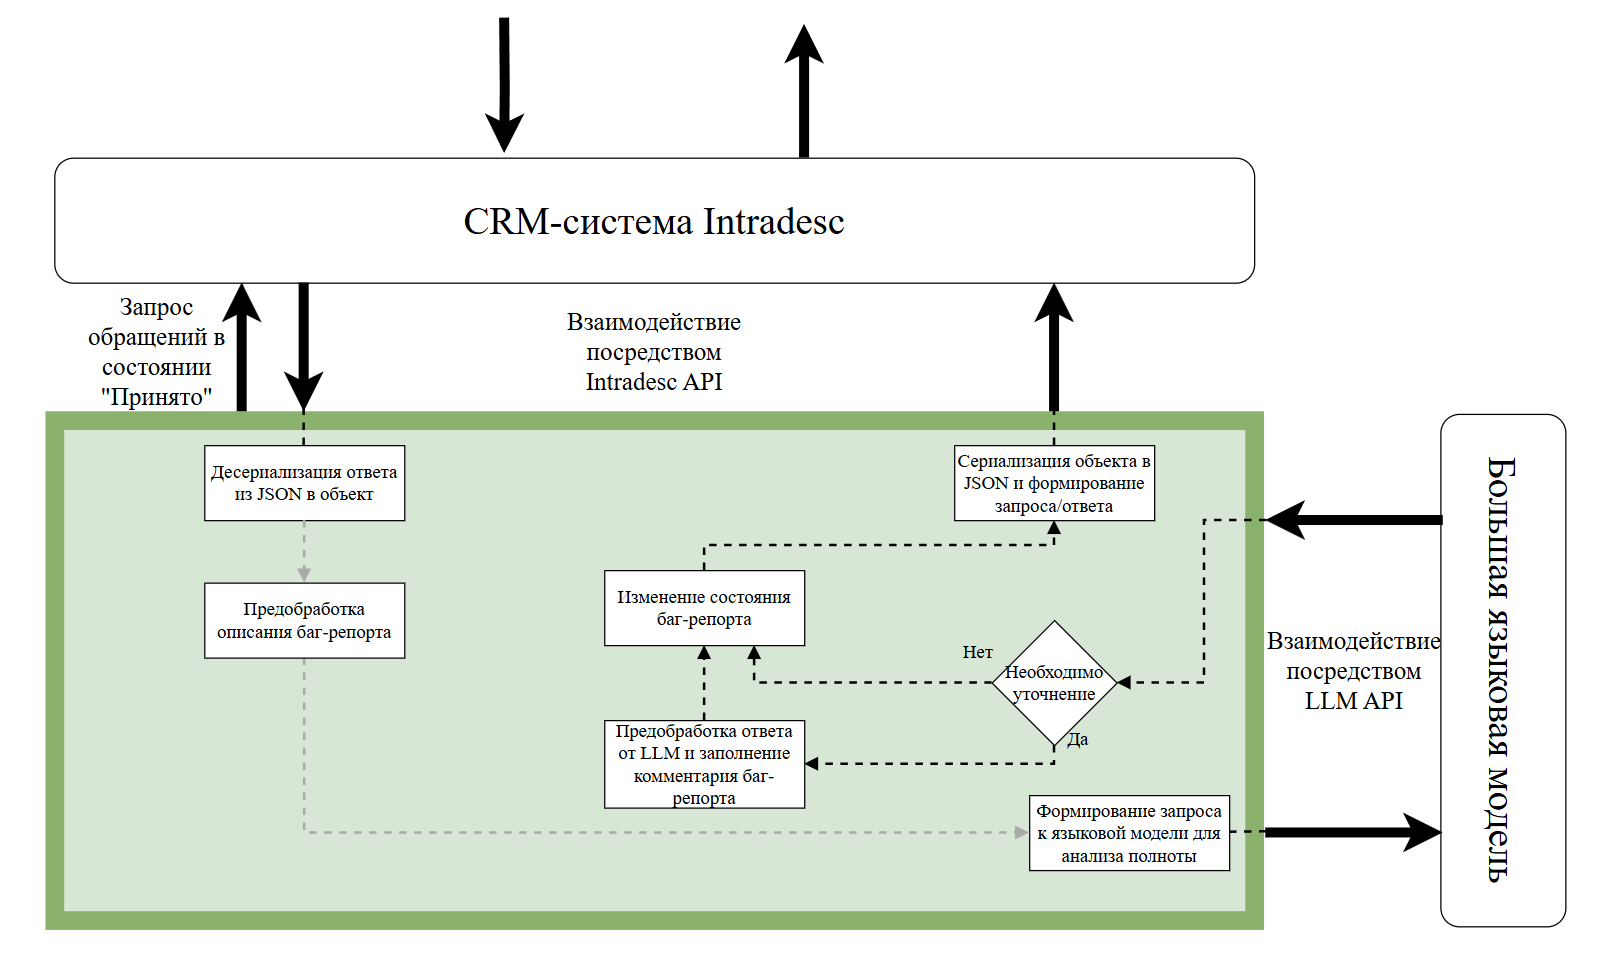 CRM-система Intradesc
Запрос
обращений в
состоянии
"Принято"
Взаимодействие
посредством
Intradesc API
Десериализация ответа
из JSON в объект
Сериализация объекта в
JSON и формирование
запроса/ответа
Предобработка
описания баг-репорта
Изменение состояния
баг-репорта
Нет
Необходимо
уточнение
Да
Предобработка ответа
от LLM и заполнение
комментария баг-
репорта
Формирование запроса
к языковой модели для
анализа полноты
Взаимодействие
посредством
LLM API
Большая языковая модель